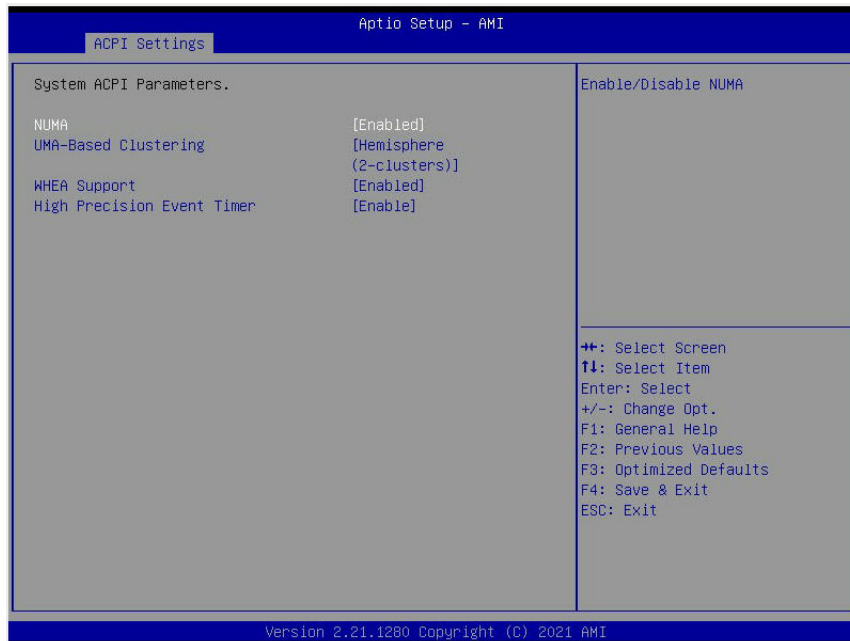 Aptio Setup – AMI
ACPI Settings
System ACPI Parameters.
NUMA [Enabled]
UMA-Based Clustering [Hemisphere
(2-clusters)]
WHEA Support [Enabled]
High Precision Event Timer [Enable]
Enable/Disable NUMA
→←: Select Screen
↑↓: Select Item
Enter: Select
+/-: Change Opt.
F1: General Help
F2: Previous Values
F3: Optimized Defaults
F4: Save & Exit
ESC: Exit
Version 2.21.1280 Copyright (C) 2021 AMI